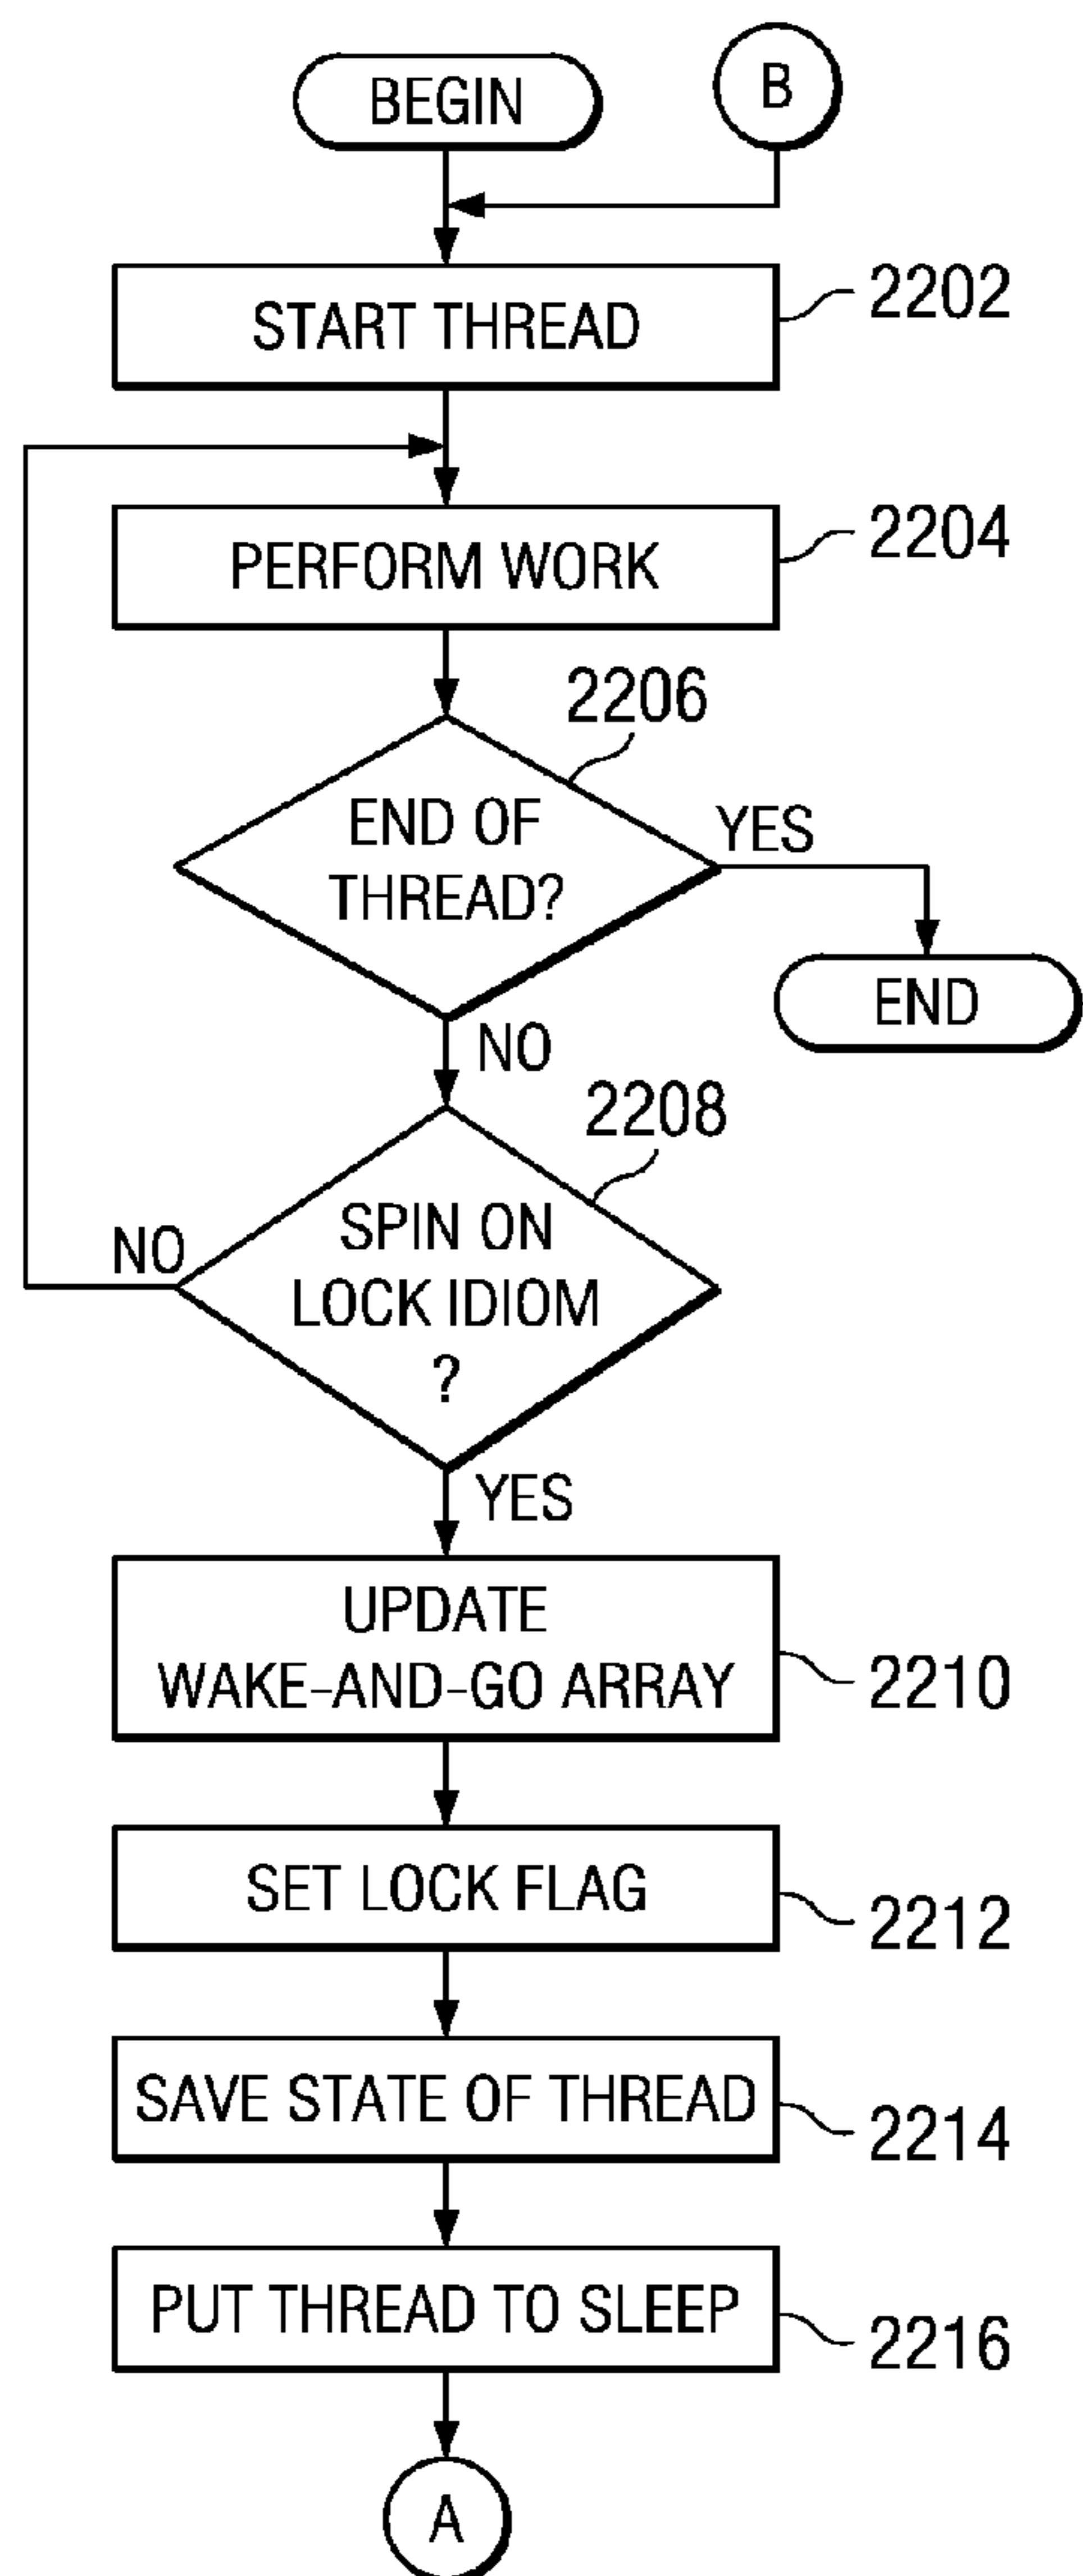 BEGIN
B
START THREAD
2202
PERFORM WORK
2204
2206
END OF
THREAD?
YES
END
NO
2208
SPIN ON
LOCK IDIOM
?
NO
YES
UPDATE
WAKE-AND-GO ARRAY
2210
SET LOCK FLAG
2212
SAVE STATE OF THREAD
2214
PUT THREAD TO SLEEP
2216
A